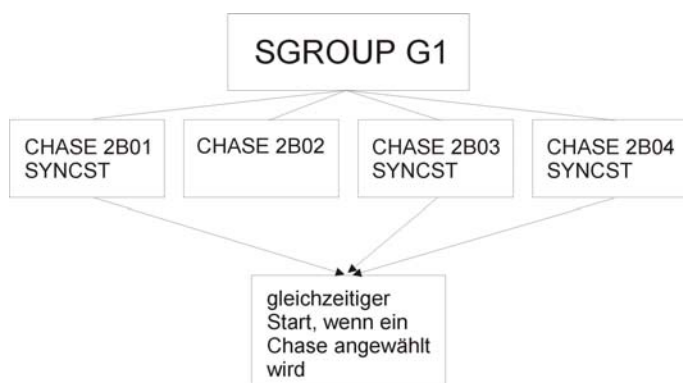 SGROUP G1
CHASE 2B01
SYNCST
CHASE 2B02
CHASE 2B03
SYNCST
CHASE 2B04
SYNCST
gleichzeitiger
Start, wenn ein
Chase angewählt
wird